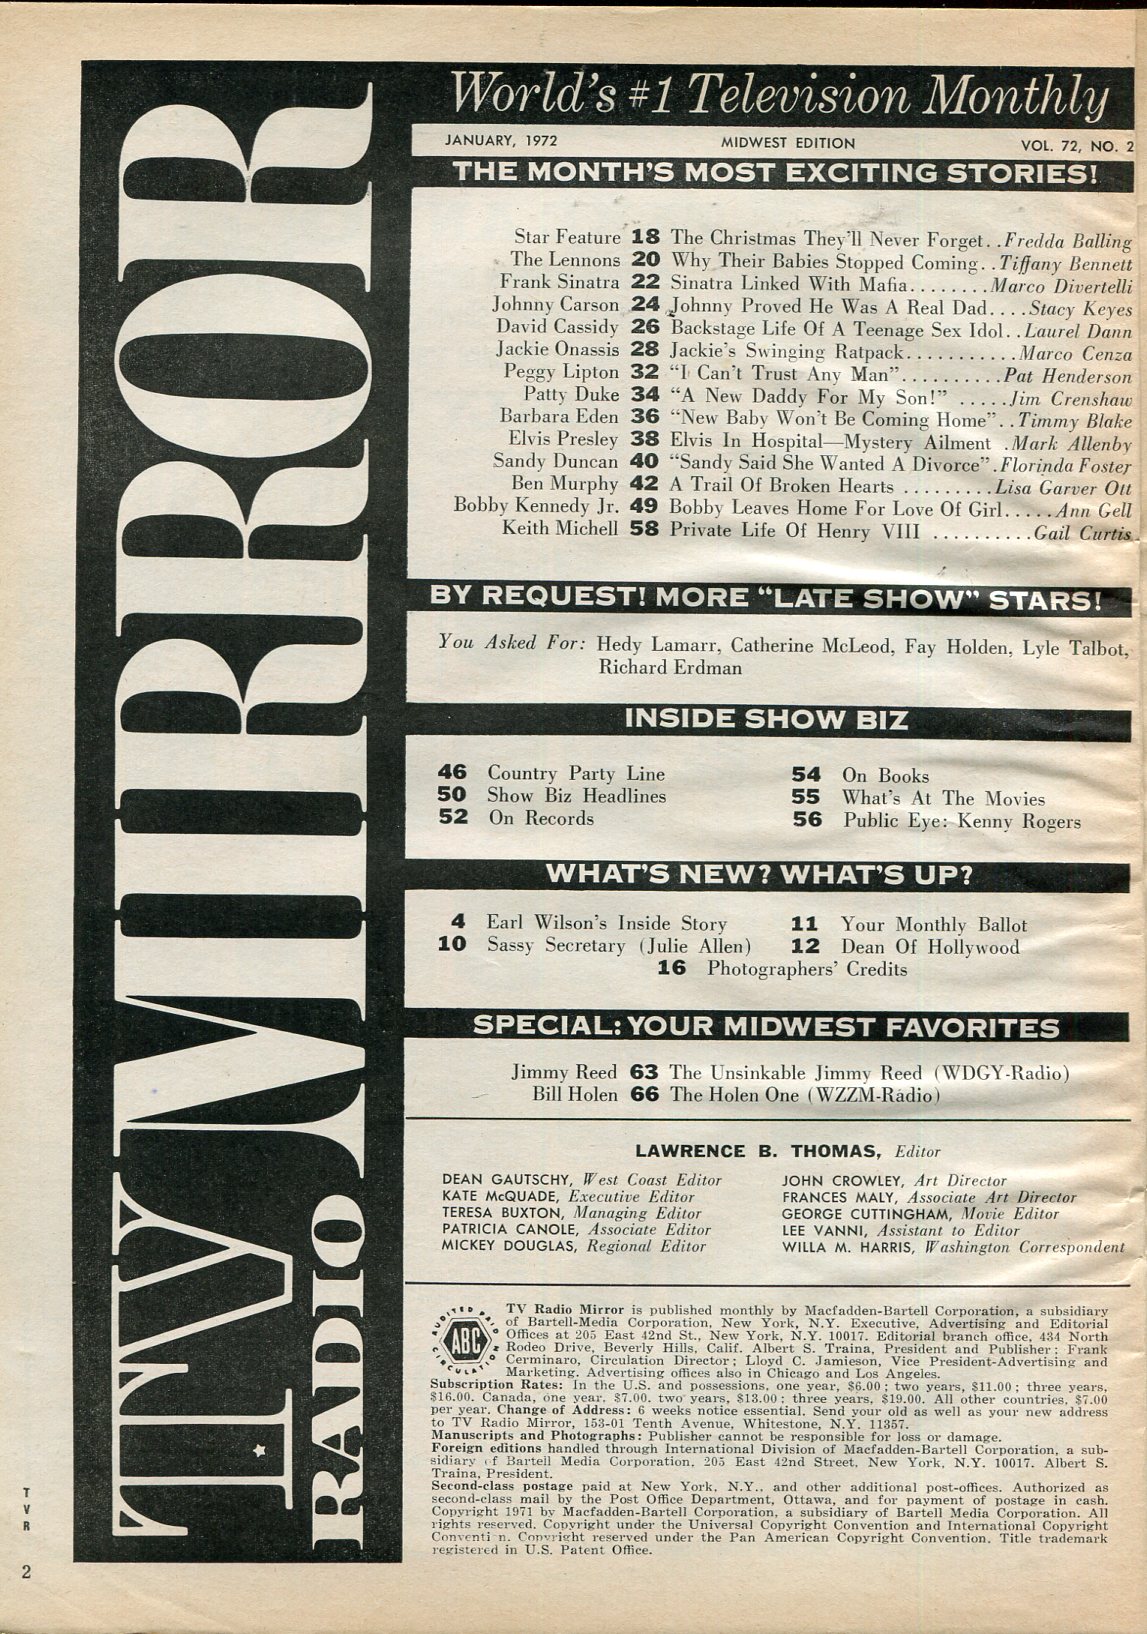 TV RADIO MIRROR
World's #1 Television Monthly
JANUARY, 1972 MIDWEST EDITION VOL. 72, NO. 2
THE MONTH'S MOST EXCITING STORIES!
Star Feature 18 The Christmas They'll Never Forget..Fredda Balling
The Lennons 20 Why Their Babies Stopped Coming..Tiffany Bennett
Frank Sinatra 22 Sinatra Linked With Mafia........Marco Divertelli
Johnny Carson 24 Johnny Proved He Was A Real Dad....Stacy Keyes
David Cassidy 26 Backstage Life Of A Teenage Sex Idol..Laurel Dann
Jackie Onassis 28 Jackie's Swinging Ratpack...........Marco Cenza
Peggy Lipton 32 "I Can't Trust Any Man"..........Pat Henderson
Patty Duke 34 "A New Daddy For My Son!" .....Jim Crenshaw
Barbara Eden 36 "New Baby Won't Be Coming Home"..Timmy Blake
Elvis Presley 38 Elvis In Hospital—Mystery Ailment .Mark Allenby
Sandy Duncan 40 "Sandy Said She Wanted A Divorce".Florinda Foster
Ben Murphy 42 A Trail Of Broken Hearts .........Lisa Garver Ott
Bobby Kennedy Jr. 49 Bobby Leaves Home For Love Of Girl.....Ann Gell
Keith Michell 58 Private Life Of Henry VIII ..........Gail Curtis
BY REQUEST! MORE "LATE SHOW" STARS!
You Asked For: Hedy Lamarr, Catherine McLeod, Fay Holden, Lyle Talbot,
Richard Erdman
INSIDE SHOW BIZ
46 Country Party Line
50 Show Biz Headlines
52 On Records
54 On Books
55 What's At The Movies
56 Public Eye: Kenny Rogers
WHAT'S NEW? WHAT'S UP?
4 Earl Wilson's Inside Story
10 Sassy Secretary (Julie Allen)
11 Your Monthly Ballot
12 Dean Of Hollywood
16 Photographers' Credits
SPECIAL: YOUR MIDWEST FAVORITES
Jimmy Reed 63 The Unsinkable Jimmy Reed (WDGY-Radio)
Bill Holen 66 The Holen One (WZZM-Radio)
LAWRENCE B. THOMAS, Editor
DEAN GAUTSCHY, West Coast Editor
KATE McQUADE, Executive Editor
TERESA BUXTON, Managing Editor
PATRICIA CANOLE, Associate Editor
MICKEY DOUGLAS, Regional Editor
JOHN CROWLEY, Art Director
FRANCES MALY, Associate Art Director
GEORGE CUTTINGHAM, Movie Editor
LEE VANNI, Assistant to Editor
WILLA M. HARRIS, Washington Correspondent
AUDITED PAID CIRCULATION
ABC
TV Radio Mirror is published monthly by Macfadden-Bartell Corporation, a subsidiary
of Bartell-Media Corporation, New York, N.Y. Executive, Advertising and Editorial
Offices at 205 East 42nd St., New York, N.Y. 10017. Editorial branch office, 434 North
Rodeo Drive, Beverly Hills, Calif. Albert S. Traina, President and Publisher; Frank
Cerminaro, Circulation Director; Lloyd C. Jamieson, Vice President-Advertising and
Marketing. Advertising offices also in Chicago and Los Angeles.
Subscription Rates: In the U.S. and possessions, one year, $6.00; two years, $11.00; three years,
$16.00. Canada, one year, $7.00. two years, $13.00; three years, $19.00. All other countries, $7.00
per year. Change of Address: 6 weeks notice essential. Send your old as well as your new address
to TV Radio Mirror, 153-01 Tenth Avenue, Whitestone, N.Y. 11357.
Manuscripts and Photographs: Publisher cannot be responsible for loss or damage.
Foreign editions handled through International Division of Macfadden-Bartell Corporation, a sub-
sidiary of Bartell Media Corporation, 205 East 42nd Street, New York, N.Y. 10017. Albert S.
Traina, President.
Second-class postage paid at New York, N.Y., and other additional post-offices. Authorized as
second-class mail by the Post Office Department, Ottawa, and for payment of postage in cash.
Copyright 1971 by Macfadden-Bartell Corporation, a subsidiary of Bartell Media Corporation. All
rights reserved. Copyright under the Universal Copyright Convention and International Copyright
Convention. Copyright reserved under the Pan American Copyright Convention. Title trademark
registered in U.S. Patent Office.
T
V
R
2